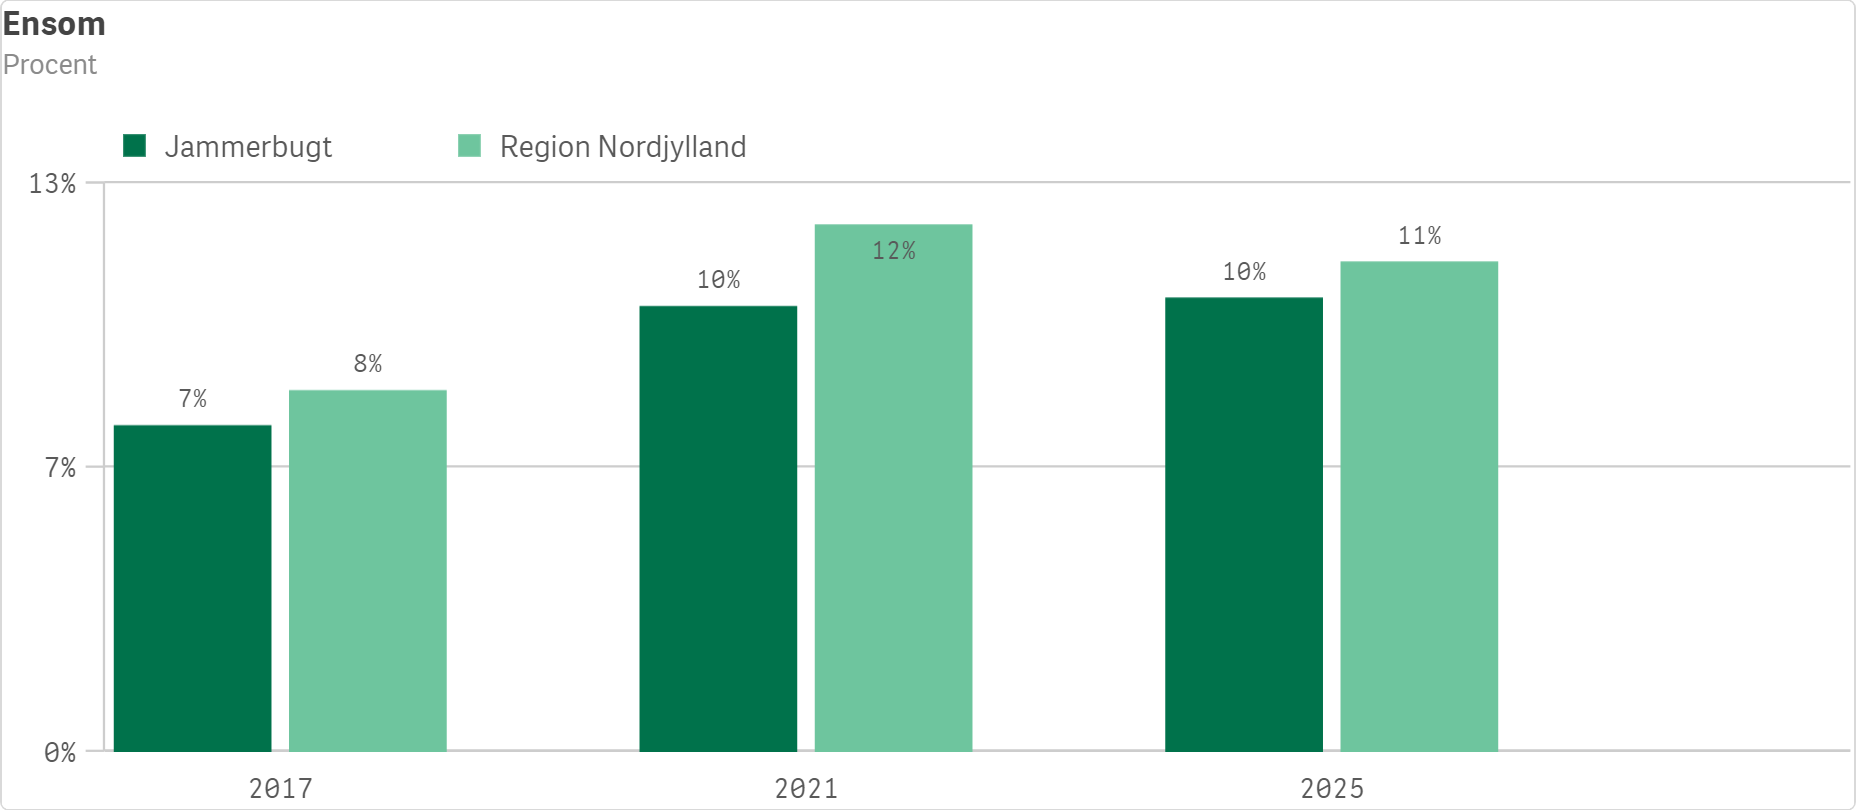 Ensom
Procent
Jammerbugt Region Nordjylland
13%
7%
0%
7% 8% 10% 12% 10% 11%
2017 2021 2025